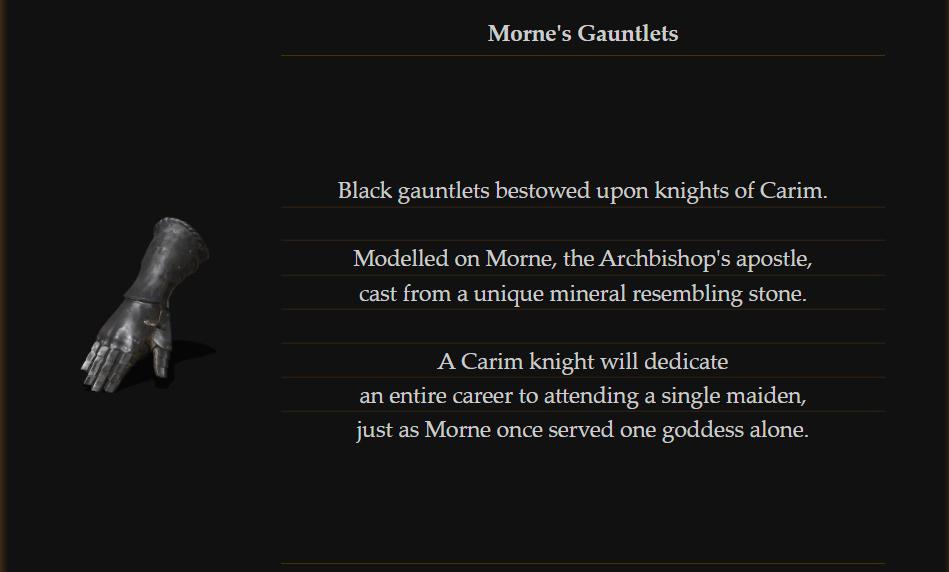 Morne's Gauntlets
Black gauntlets bestowed upon knights of Carim.
Modelled on Morne, the Archbishop's apostle,
cast from a unique mineral resembling stone.
A Carim knight will dedicate
an entire career to attending a single maiden,
just as Morne once served one goddess alone.